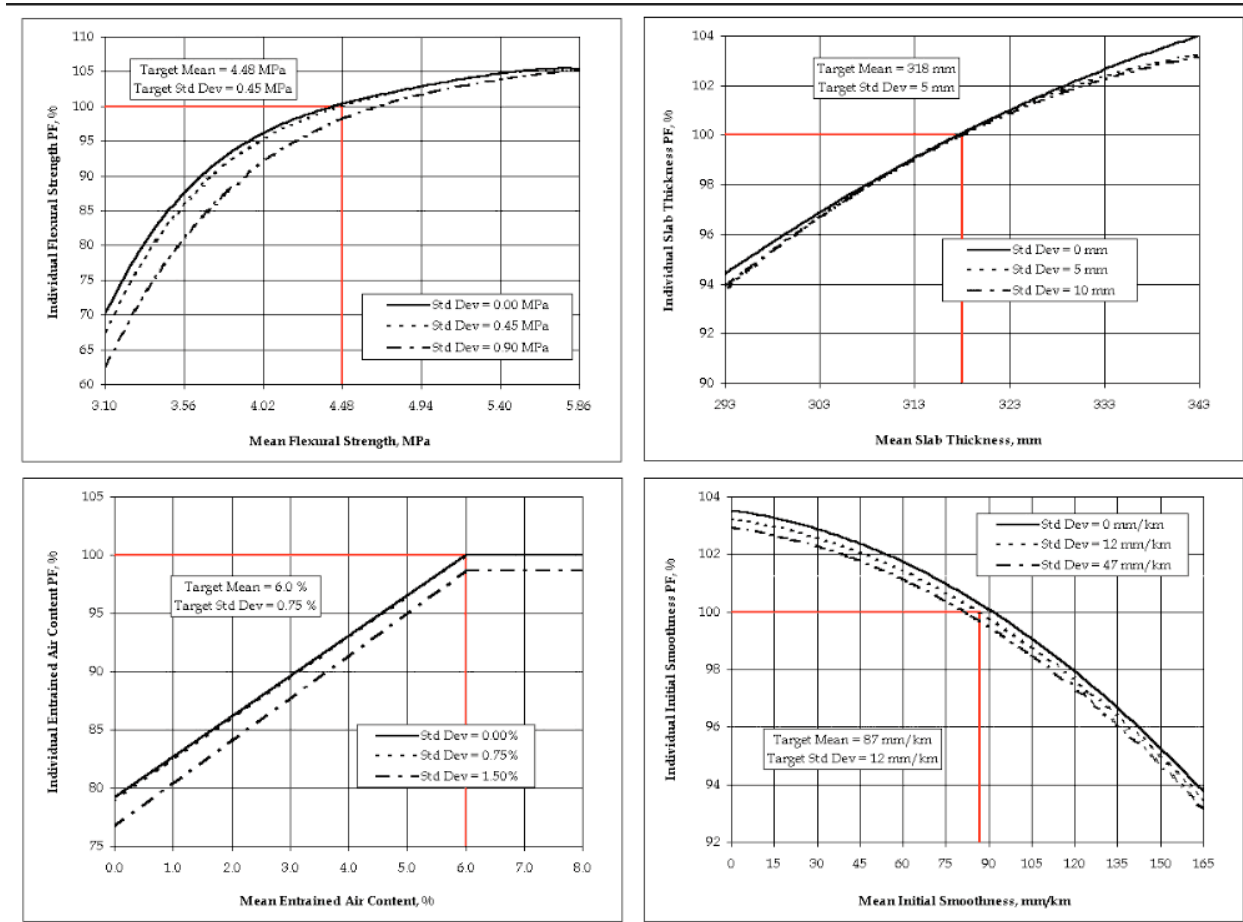 Individual Flexural Strength PF, %
110
105
100
95
90
85
80
75
70
65
60
Target Mean = 4.48 MPa
Target Std Dev = 0.45 MPa
Std Dev = 0.00 MPa
Std Dev = 0.45 MPa
Std Dev = 0.90 MPa
3.10 3.56 4.02 4.48 4.94 5.40 5.86
Mean Flexural Strength, MPa
Individual Slab Thickness PF, %
104
102
100
98
96
94
92
90
Target Mean = 318 mm
Target Std Dev = 5 mm
Std Dev = 0 mm
Std Dev = 5 mm
Std Dev = 10 mm
293 303 313 323 333 343
Mean Slab Thickness, mm
Individual Entrained Air Content PF, %
105
100
95
90
85
80
75
Target Mean = 6.0 %
Target Std Dev = 0.75 %
Std Dev = 0.00%
Std Dev = 0.75%
Std Dev = 1.50%
0.0 1.0 2.0 3.0 4.0 5.0 6.0 7.0 8.0
Mean Entrained Air Content, %
Individual Initial Smoothness PF, %
104
102
100
98
96
94
92
Std Dev = 0 mm/km
Std Dev = 12 mm/km
Std Dev = 47 mm/km
Target Mean = 87 mm/km
Target Std Dev = 12 mm/km
0 15 30 45 60 75 90 105 120 135 150 165
Mean Initial Smoothness, mm/km